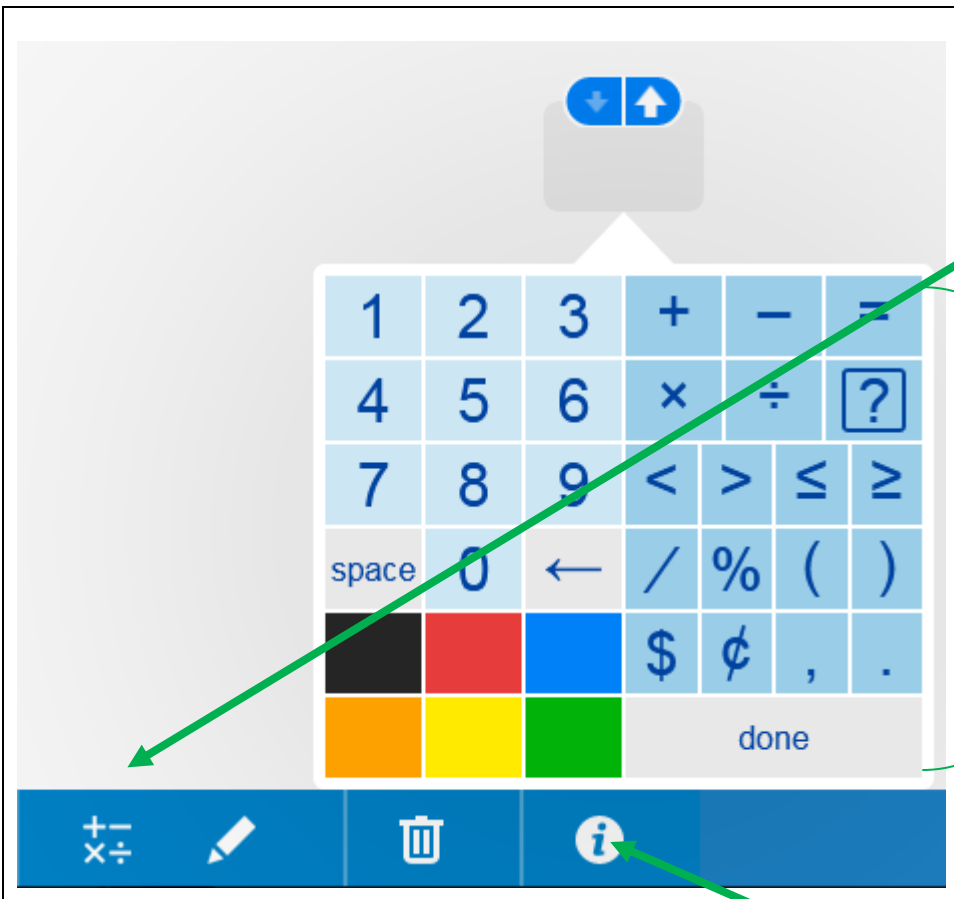 1 2 3 + − =
4 5 6 × ÷ ?
7 8 9 < > ≤ ≥
space 0 ← / % ( )
$ ¢ , .
done
+− ×÷ i